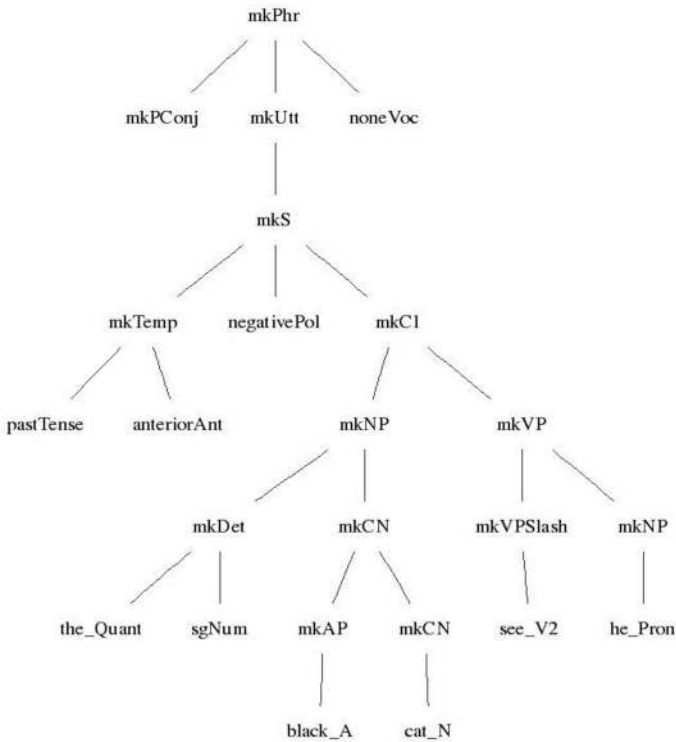 mkPhr
mkPConj mkUtt noneVoc
mkS
mkTemp negativePol mkCl
pastTense anteriorAnt mkNP mkVP
mkDet mkCN mkVPSlash mkNP
the_Quant sgNum mkAP mkCN see_V2 he_Pron
black_A cat_N